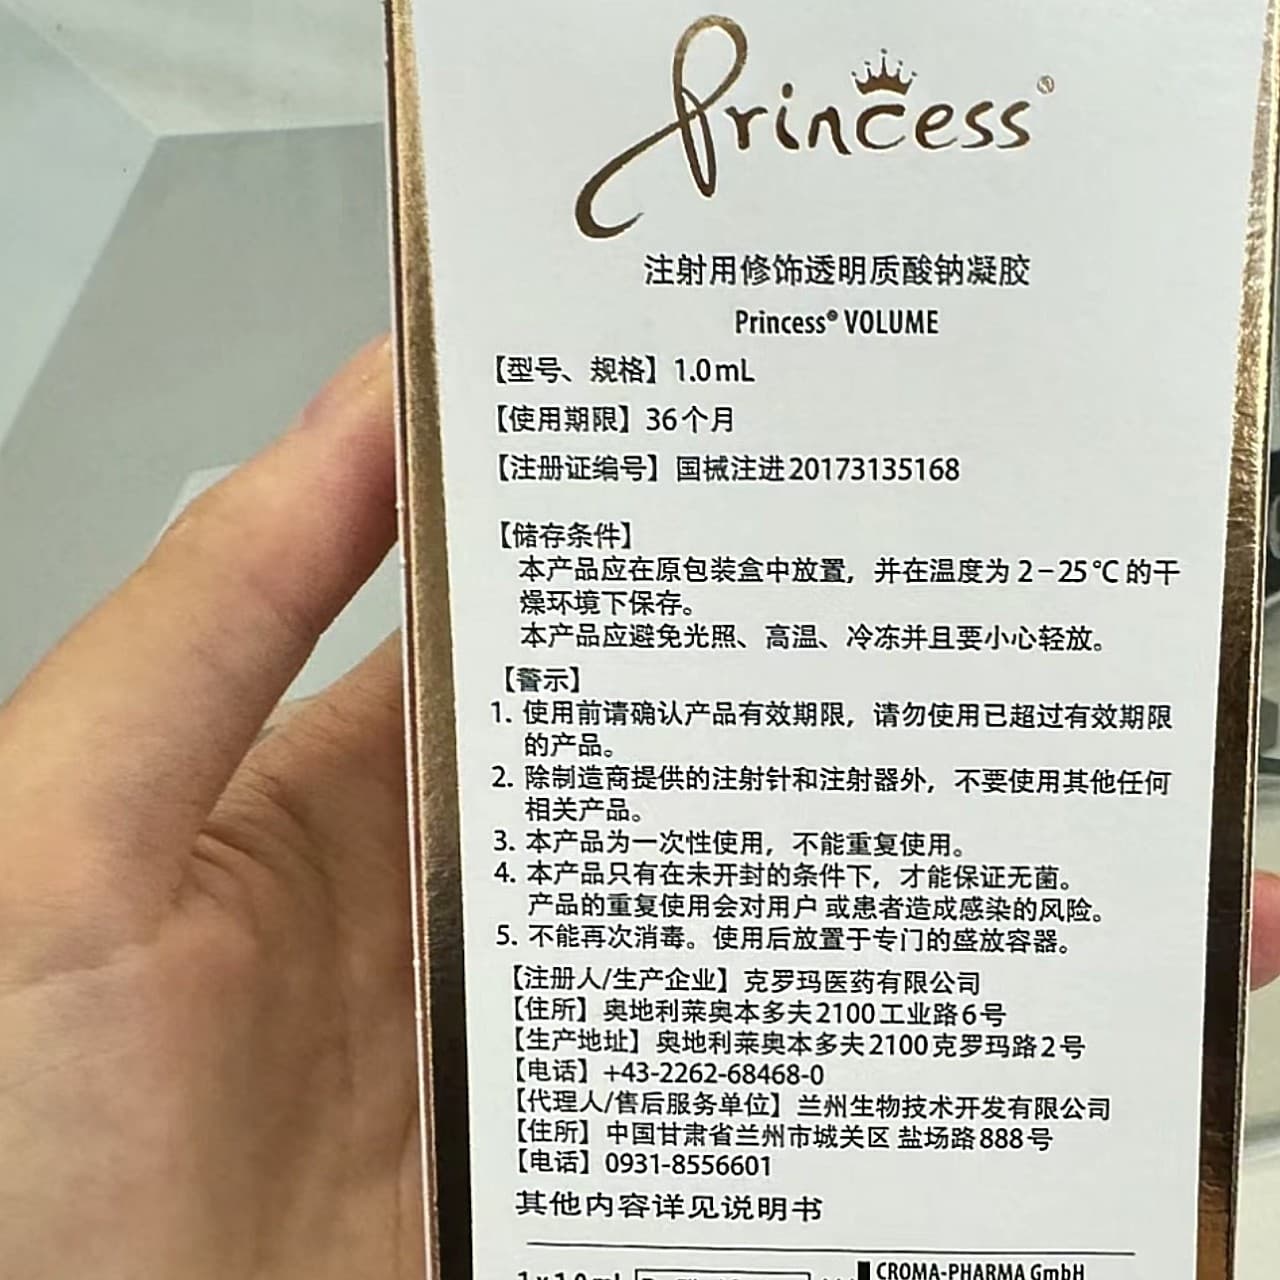 Princess®
注射用修饰透明质酸钠凝胶
Princess® VOLUME
【型号、规格】1.0mL
【使用期限】36个月
【注册证编号】国械注进20173135168
【储存条件】
本产品应在原包装盒中放置，并在温度为 2-25℃的干
燥环境下保存。
本产品应避免光照、高温、冷冻并且要小心轻放。
【警示】
1. 使用前请确认产品有效期限，请勿使用已超过有效期限
的产品。
2. 除制造商提供的注射针和注射器外，不要使用其他任何
相关产品。
3. 本产品为一次性使用，不能重复使用。
4. 本产品只有在未开封的条件下，才能保证无菌。
产品的重复使用会对用户 或患者造成感染的风险。
5. 不能再次消毒。使用后放置于专门的盛放容器。
【注册人/生产企业】克罗玛医药有限公司
【住所】奥地利莱奥本多夫2100工业路6号
【生产地址】奥地利莱奥本多夫2100克罗玛路2号
【电话】+43-2262-68468-0
【代理人/售后服务单位】兰州生物技术开发有限公司
【住所】中国甘肃省兰州市城关区 盐场路888号
【电话】0931-8556601
其他内容详见说明书
1 x 1.0 mL
CROMA-PHARMA GmbH